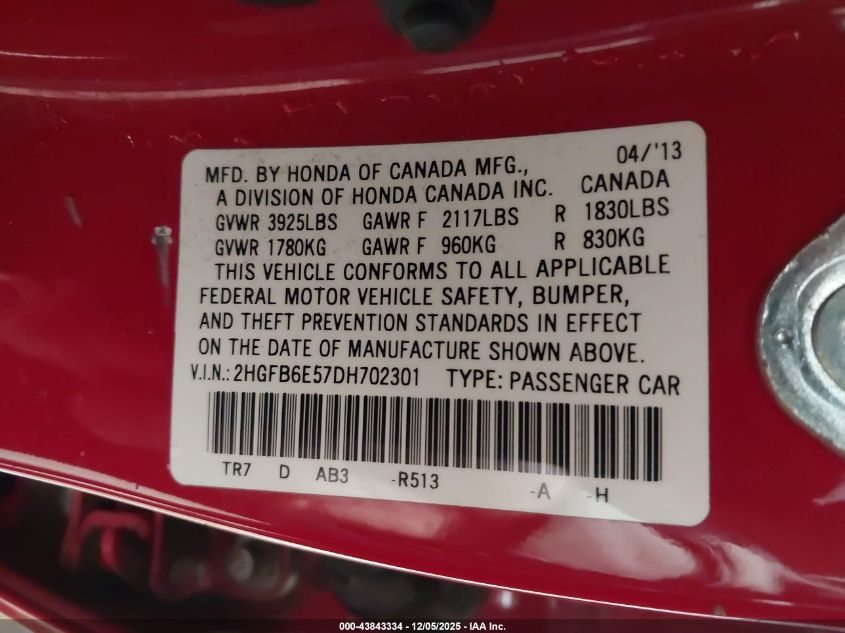 04/'13
MFD. BY HONDA OF CANADA MFG.,
A DIVISION OF HONDA CANADA INC. CANADA
GVWR 3925LBS GAWR F 2117LBS R 1830LBS
GVWR 1780KG GAWR F 960KG R 830KG
THIS VEHICLE CONFORMS TO ALL APPLICABLE
FEDERAL MOTOR VEHICLE SAFETY, BUMPER,
AND THEFT PREVENTION STANDARDS IN EFFECT
ON THE DATE OF MANUFACTURE SHOWN ABOVE.
V.I.N.: 2HGFB6E57DH702301 TYPE: PASSENGER CAR
TR7 D AB3 -R513 -A -H
000-43843334 - 12/05/2025 - IAA Inc.